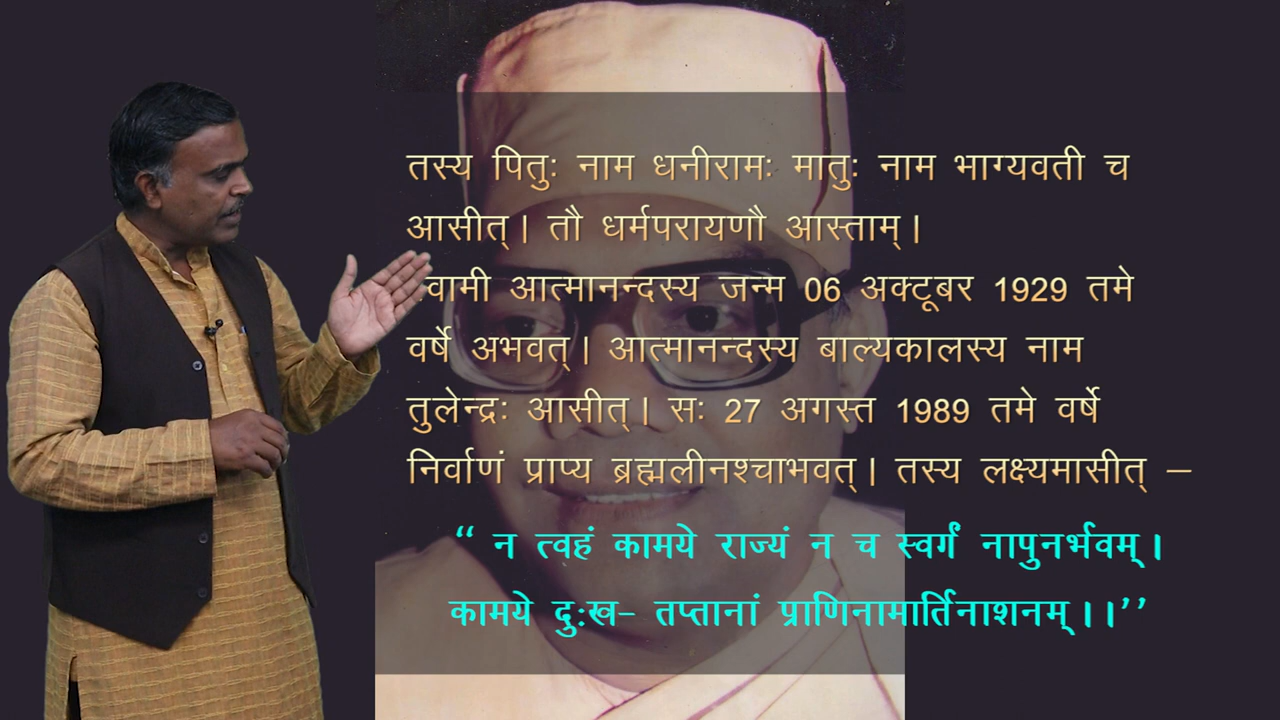 तस्य पितुः नाम धनीरामः मातुः नाम भाग्यवती च
आसीत्। तौ धर्मपरायणौ आस्ताम्।
स्वामी आत्मानन्दस्य जन्म 06 अक्टूबर 1929 तमे
वर्षे अभवत्। आत्मानन्दस्य बाल्यकालस्य नाम
तुलेन्द्रः आसीत्। सः 27 अगस्त 1989 तमे वर्षे
निर्वाणं प्राप्य ब्रह्मलीनश्चाभवत्। तस्य लक्ष्यमासीत् –
“ न त्वहं कामये राज्यं न च स्वर्गं नापुनर्भवम्।
कामये दुःख- तप्तानां प्राणिनामार्तिनाशनम्।।’’